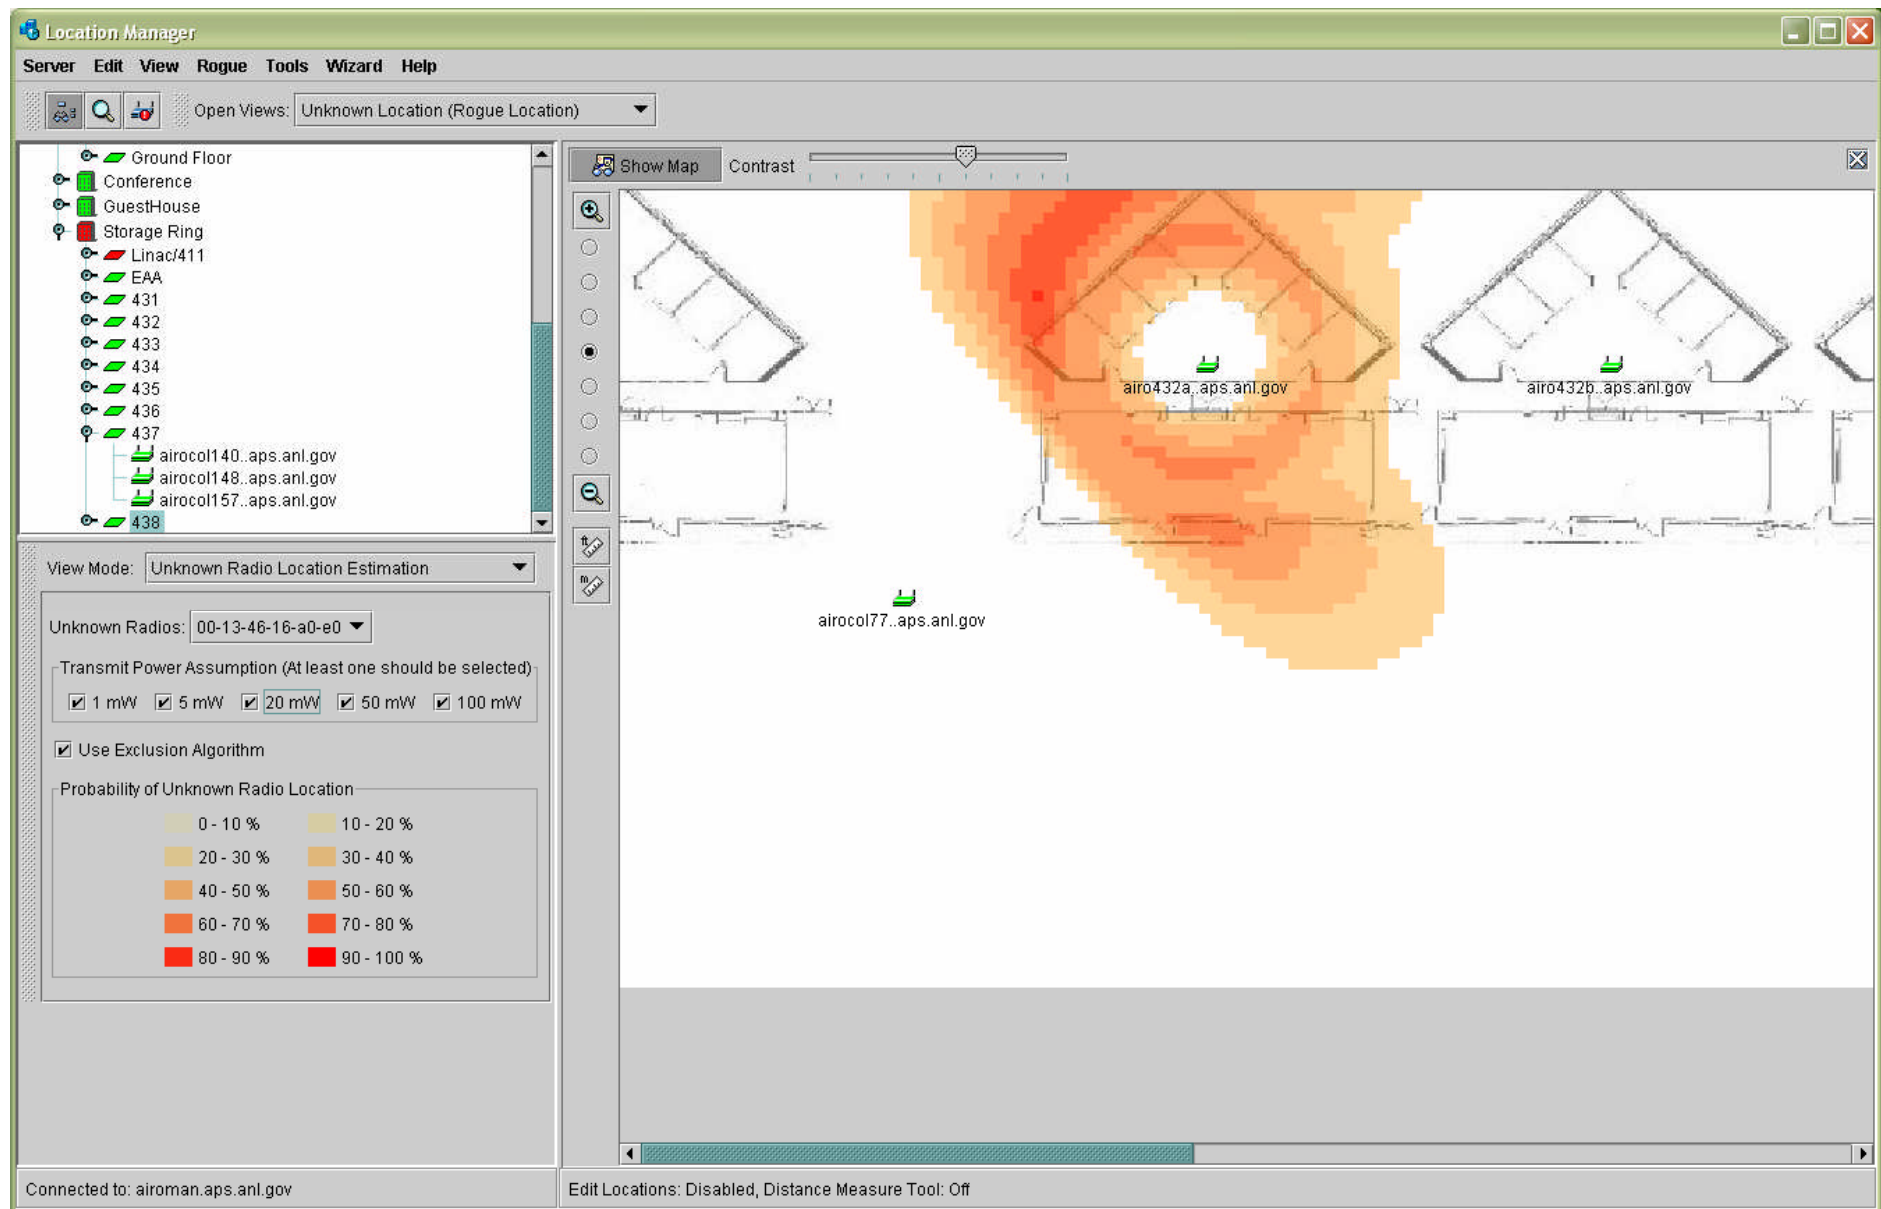 Location Manager
Server Edit View Rogue Tools Wizard Help
Open Views: Unknown Location (Rogue Location)
Ground Floor
Conference
GuestHouse
Storage Ring
Linac/411
EAA
431
432
433
434
435
436
437
airocol140..aps.anl.gov
airocol148..aps.anl.gov
airocol157..aps.anl.gov
438
View Mode: Unknown Radio Location Estimation
Unknown Radios: 00-13-46-16-a0-e0
Transmit Power Assumption (At least one should be selected)
1 mW 5 mW 20 mW 50 mW 100 mW
Use Exclusion Algorithm
Probability of Unknown Radio Location
0 - 10 % 10 - 20 %
20 - 30 % 30 - 40 %
40 - 50 % 50 - 60 %
60 - 70 % 70 - 80 %
80 - 90 % 90 - 100 %
Show Map Contrast
ft
m
airo432a..aps.anl.gov airo432b..aps.anl.gov
airocol77..aps.anl.gov
Connected to: airoman.aps.anl.gov
Edit Locations: Disabled, Distance Measure Tool: Off